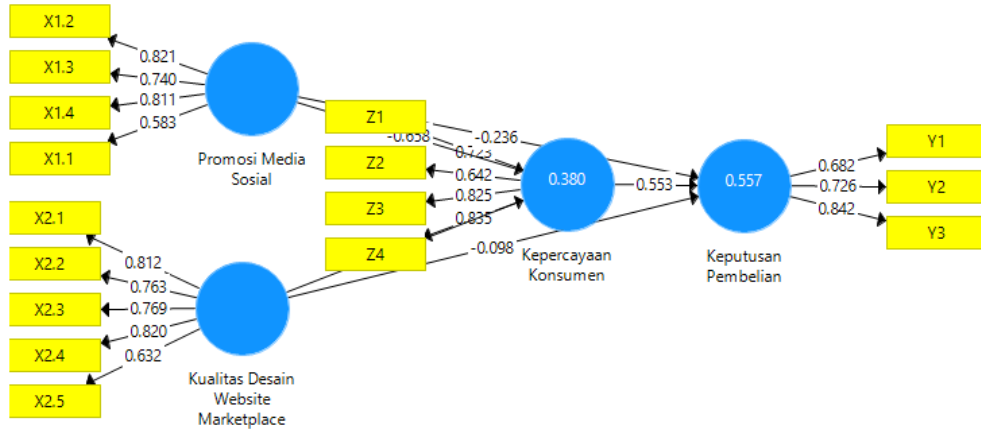 X1.2
X1.3
X1.4
X1.1
0.821
0.740
0.811
0.583
Promosi Media
Sosial
X2.1
X2.2
X2.3
X2.4
X2.5
0.812
0.763
0.769
0.820
0.632
Kualitas Desain
Website
Marketplace
Z1
Z2
Z3
Z4
-0.658
0.723
0.642
0.825
0.835
-0.236
-0.098
0.380
Kepercayaan
Konsumen
0.553
0.557
Keputusan
Pembelian
0.682
0.726
0.842
Y1
Y2
Y3